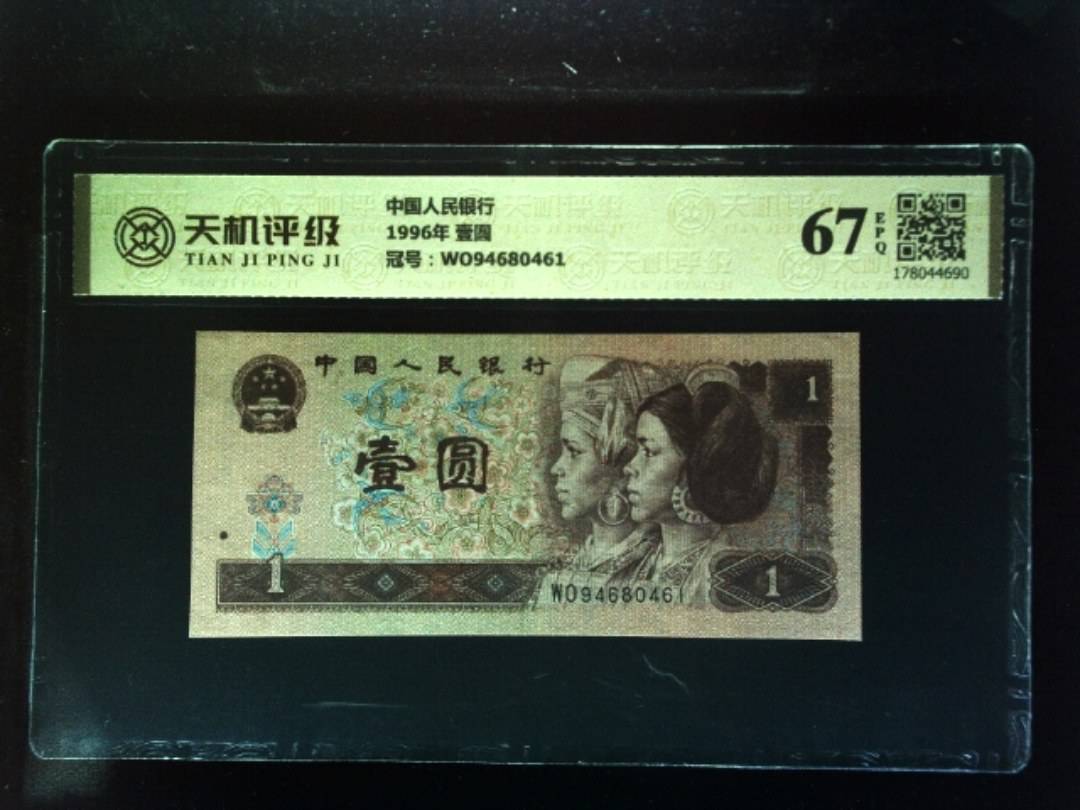 天机评级
TIAN JI PING JI
中国人民银行
1996年 壹圆
冠号：WO94680461
67
EPQ
178044690
中國人民银行
1
壹圆
1
WO94680461
1